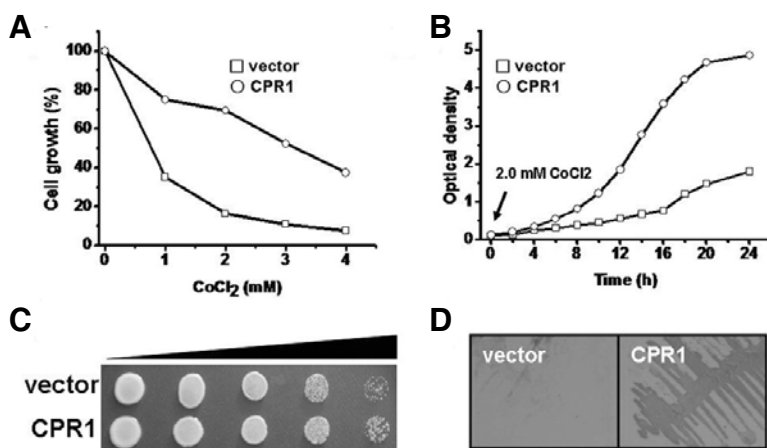 A
Cell growth (%)
100
80
60
40
20
0
vector
CPR1
0 1 2 3 4
CoCl2 (mM)
B
Optical density
5
4
3
2
1
0
vector
CPR1
2.0 mM CoCl2
0 4 8 12 16 20 24
Time (h)
C
vector
CPR1
D
vector
CPR1